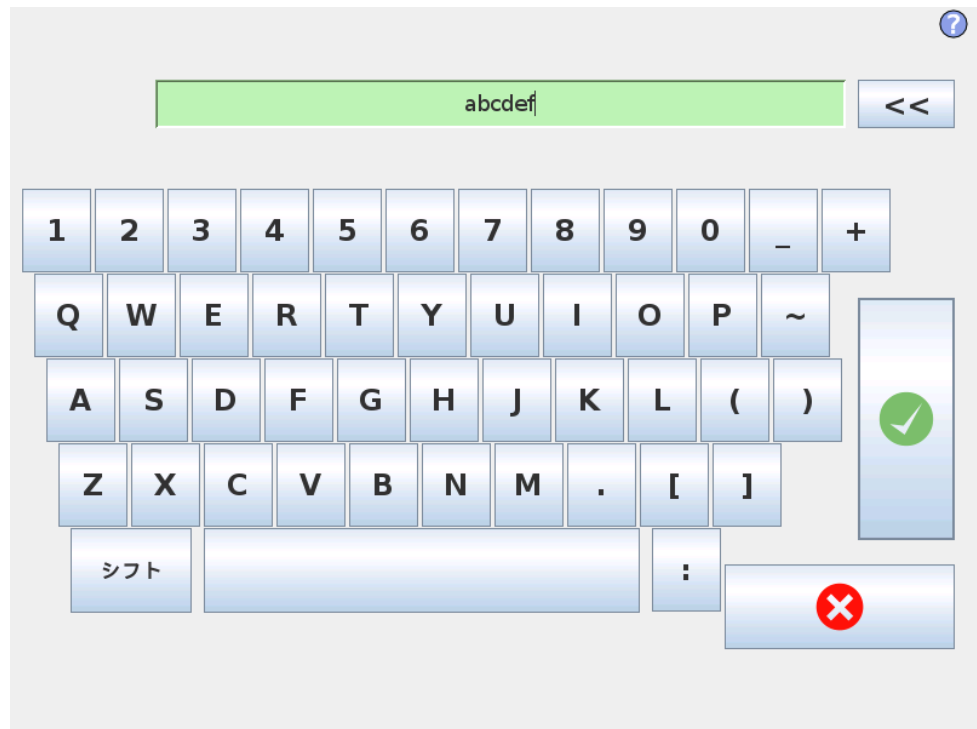 ?
abcdef
<<
1 2 3 4 5 6 7 8 9 0 _ +
Q W E R T Y U I O P ~
A S D F G H J K L ( )
Z X C V B N M . [ ]
シフト :